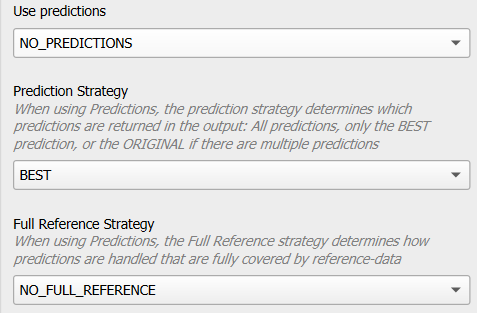 Use predictions
NO_PREDICTIONS
Prediction Strategy
When using Predictions, the prediction strategy determines which
predictions are returned in the output: All predictions, only the BEST
prediction, or the ORIGINAL if there are multiple predictions
BEST
Full Reference Strategy
When using Predictions, the Full Reference strategy determines how
predictions are handled that are fully covered by reference-data
NO_FULL_REFERENCE